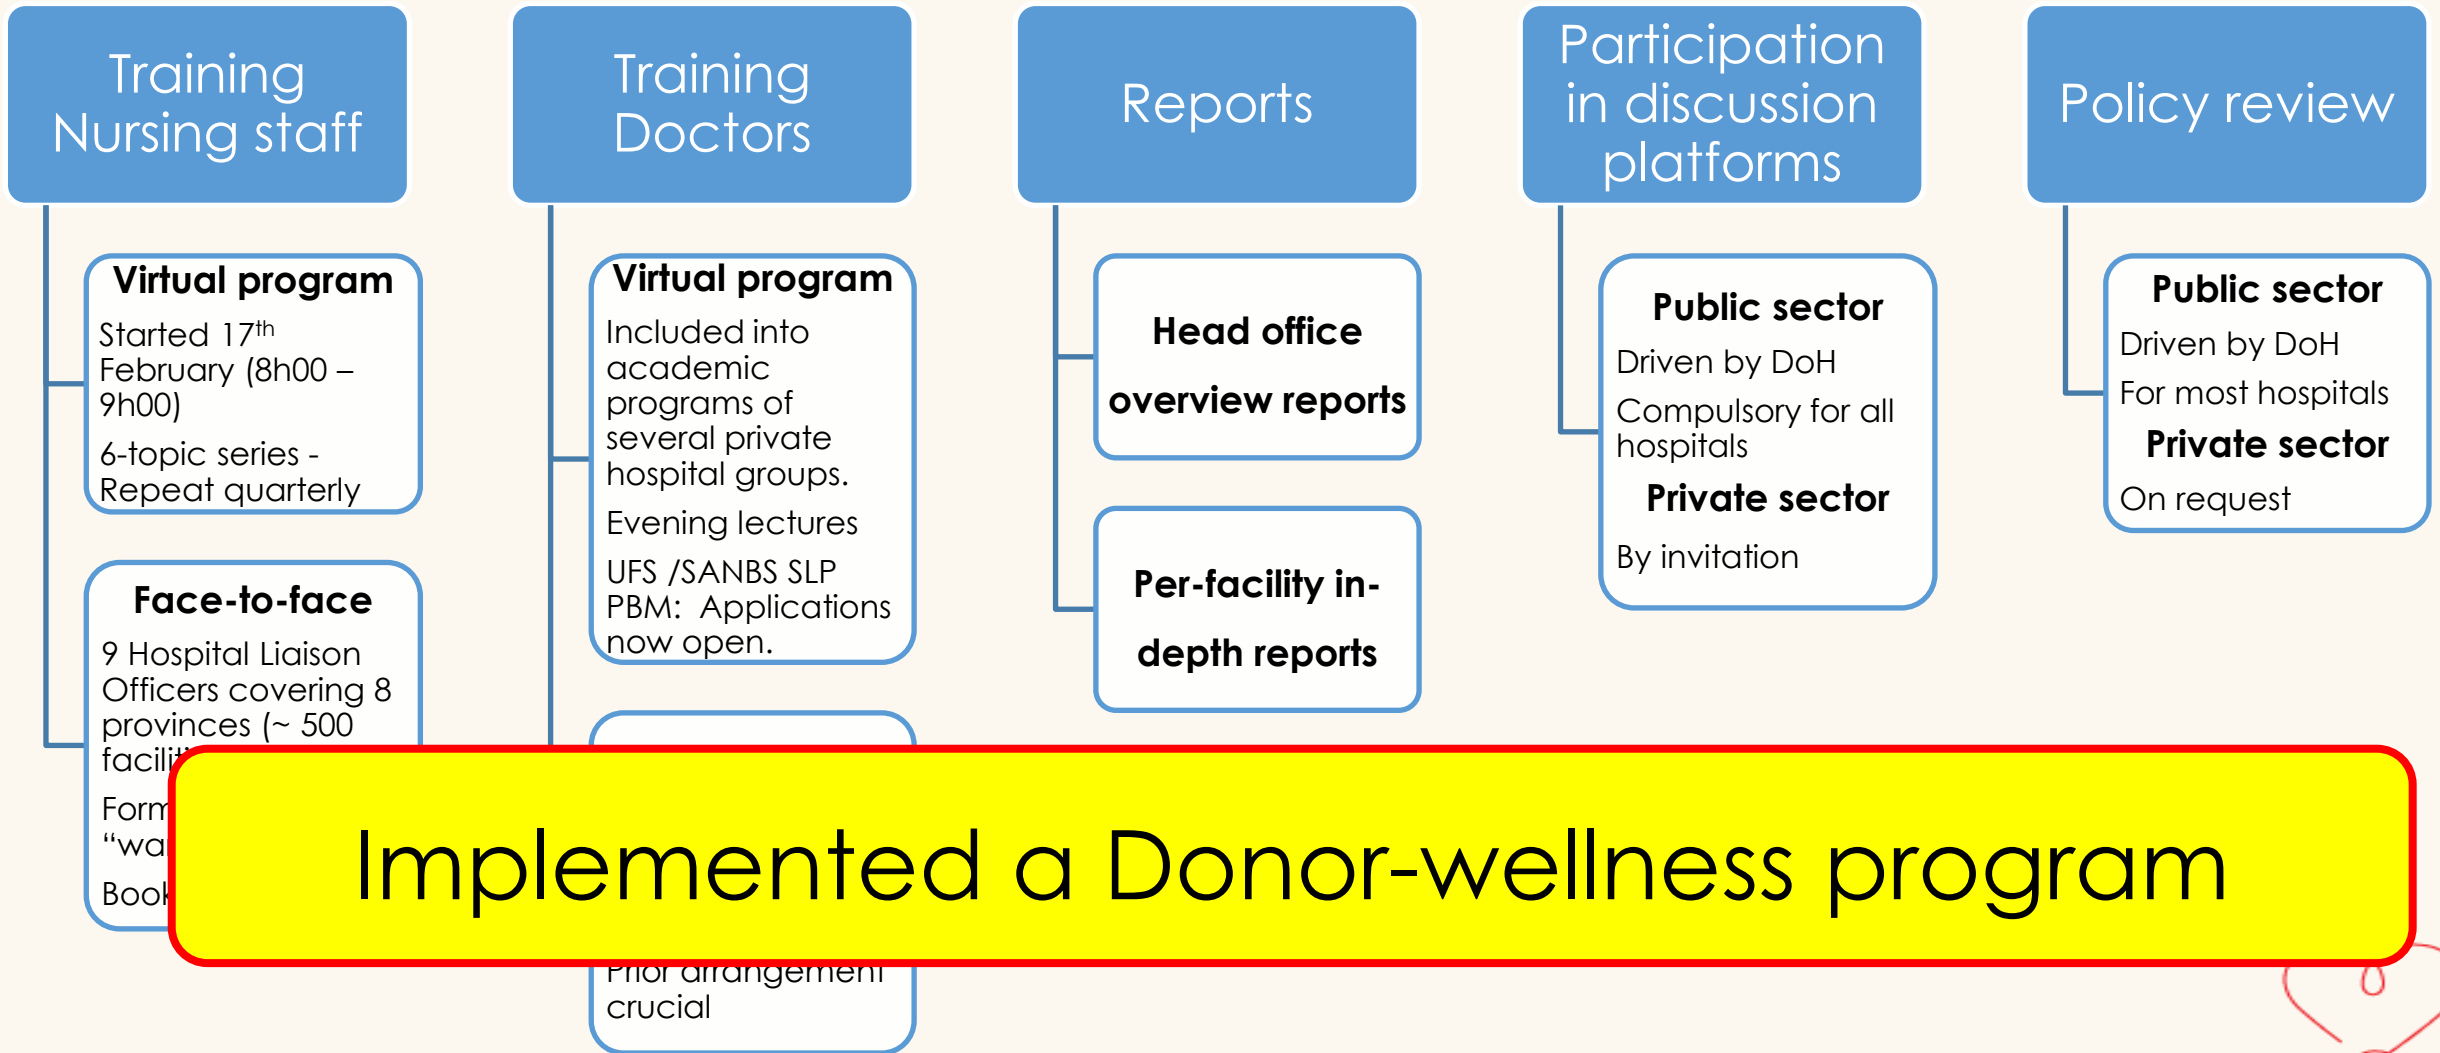 Training
Nursing staff
Virtual program
Started 17th
February (8h00 –
9h00)
6-topic series -
Repeat quarterly
Face-to-face
9 Hospital Liaison
Officers covering 8
provinces (~ 500
Training
Doctors
Virtual program
Included into
academic
programs of
several private
hospital groups.
Evening lectures
UFS /SANBS SLP
PBM:  Applications
now open.
Prior arrangement
crucial
Reports
Head office
overview reports
Per-facility in-
depth reports
Participation
in discussion
platforms
Public sector
Driven by DoH
Compulsory for all
hospitals
Private sector
By invitation
Policy review
Public sector
Driven by DoH
For most hospitals
Private sector
On request
Implemented a Donor-wellness program